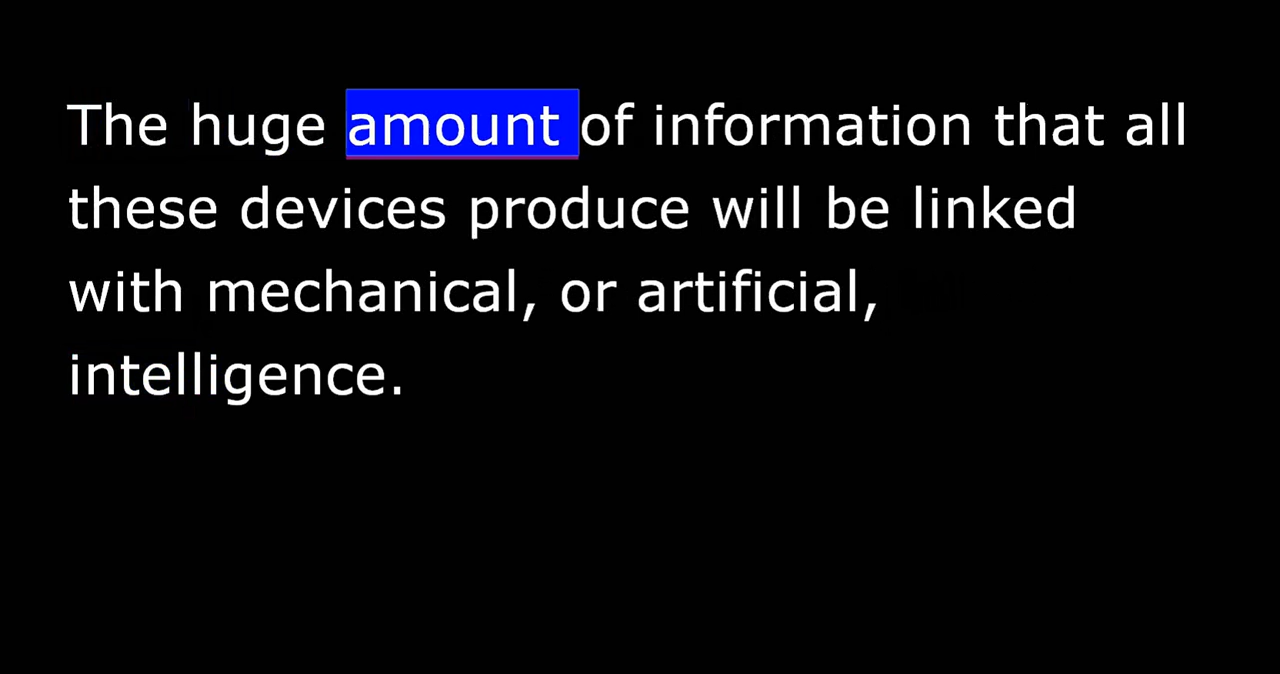 The huge amount of information that all
these devices produce will be linked
with mechanical, or artificial,
intelligence.